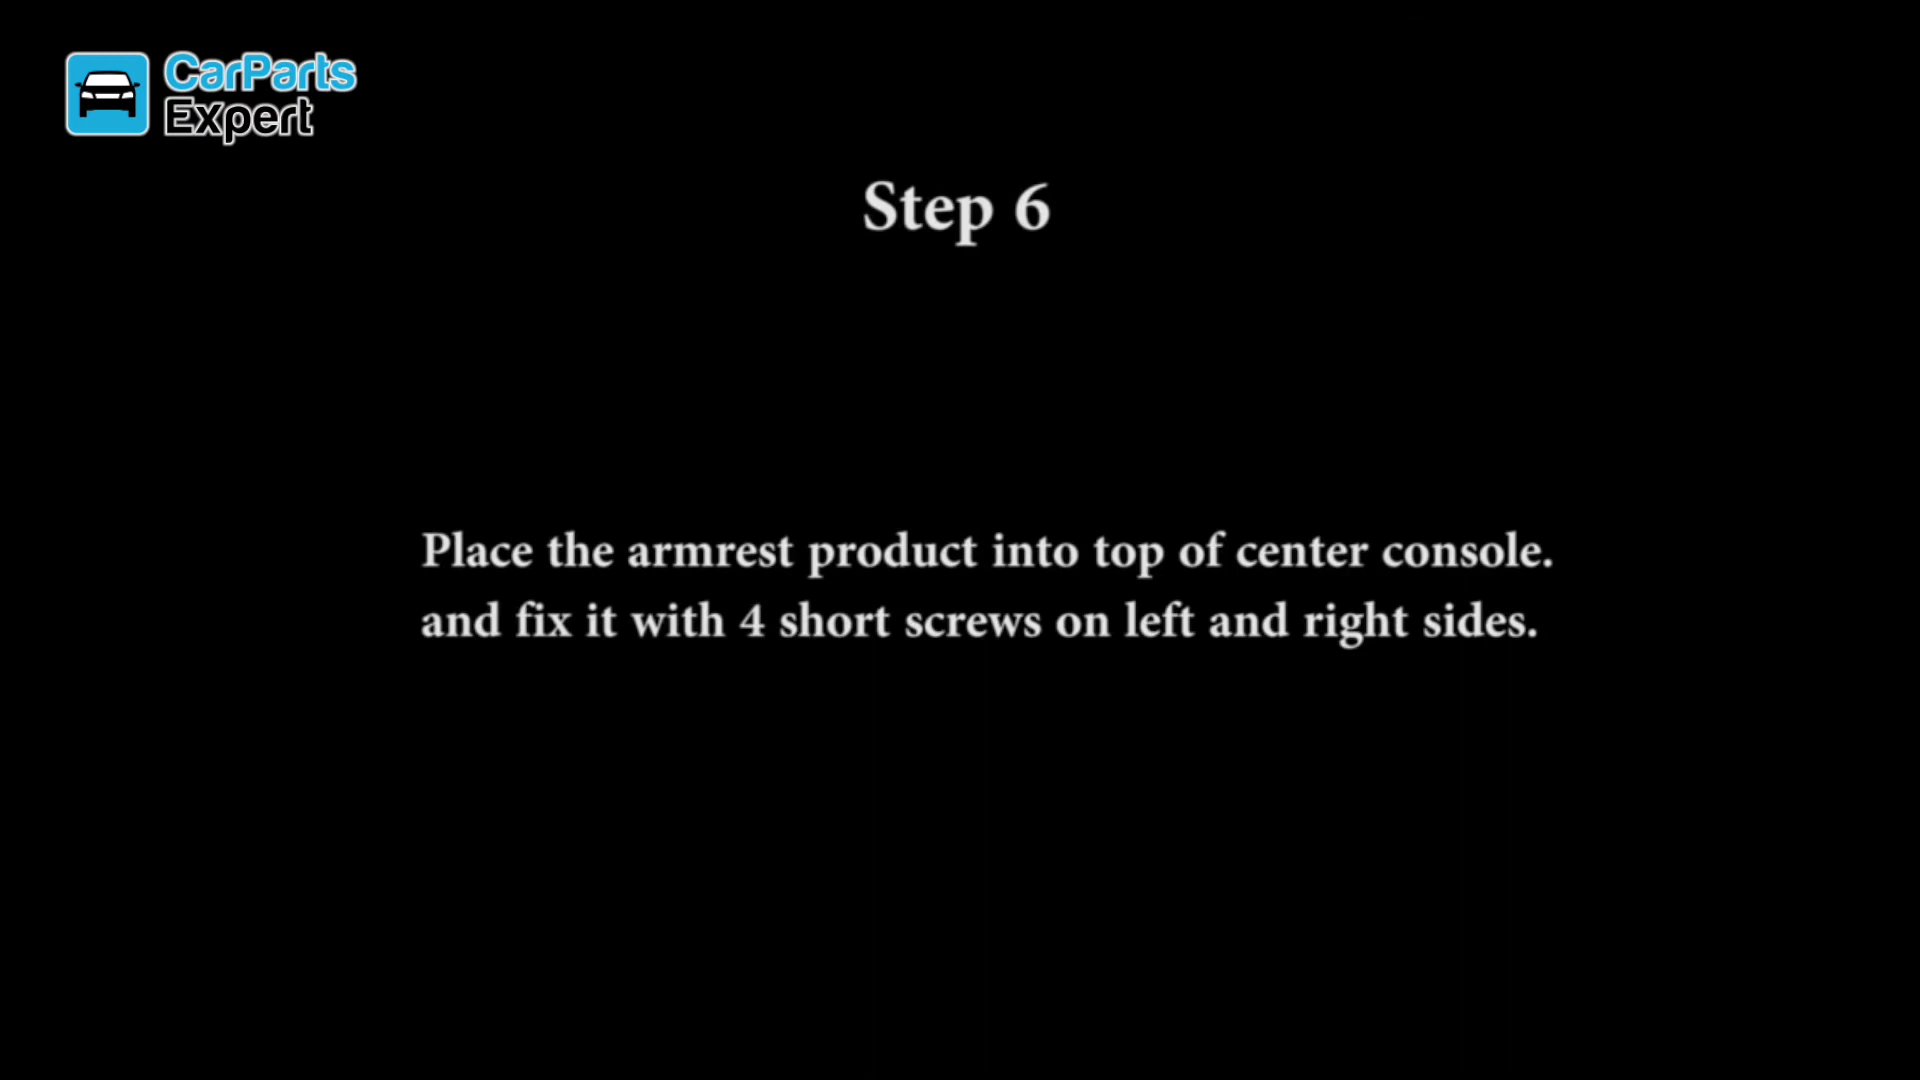 CarParts
Expert
Step 6
Place the armrest product into top of center console.
and fix it with 4 short screws on left and right sides.